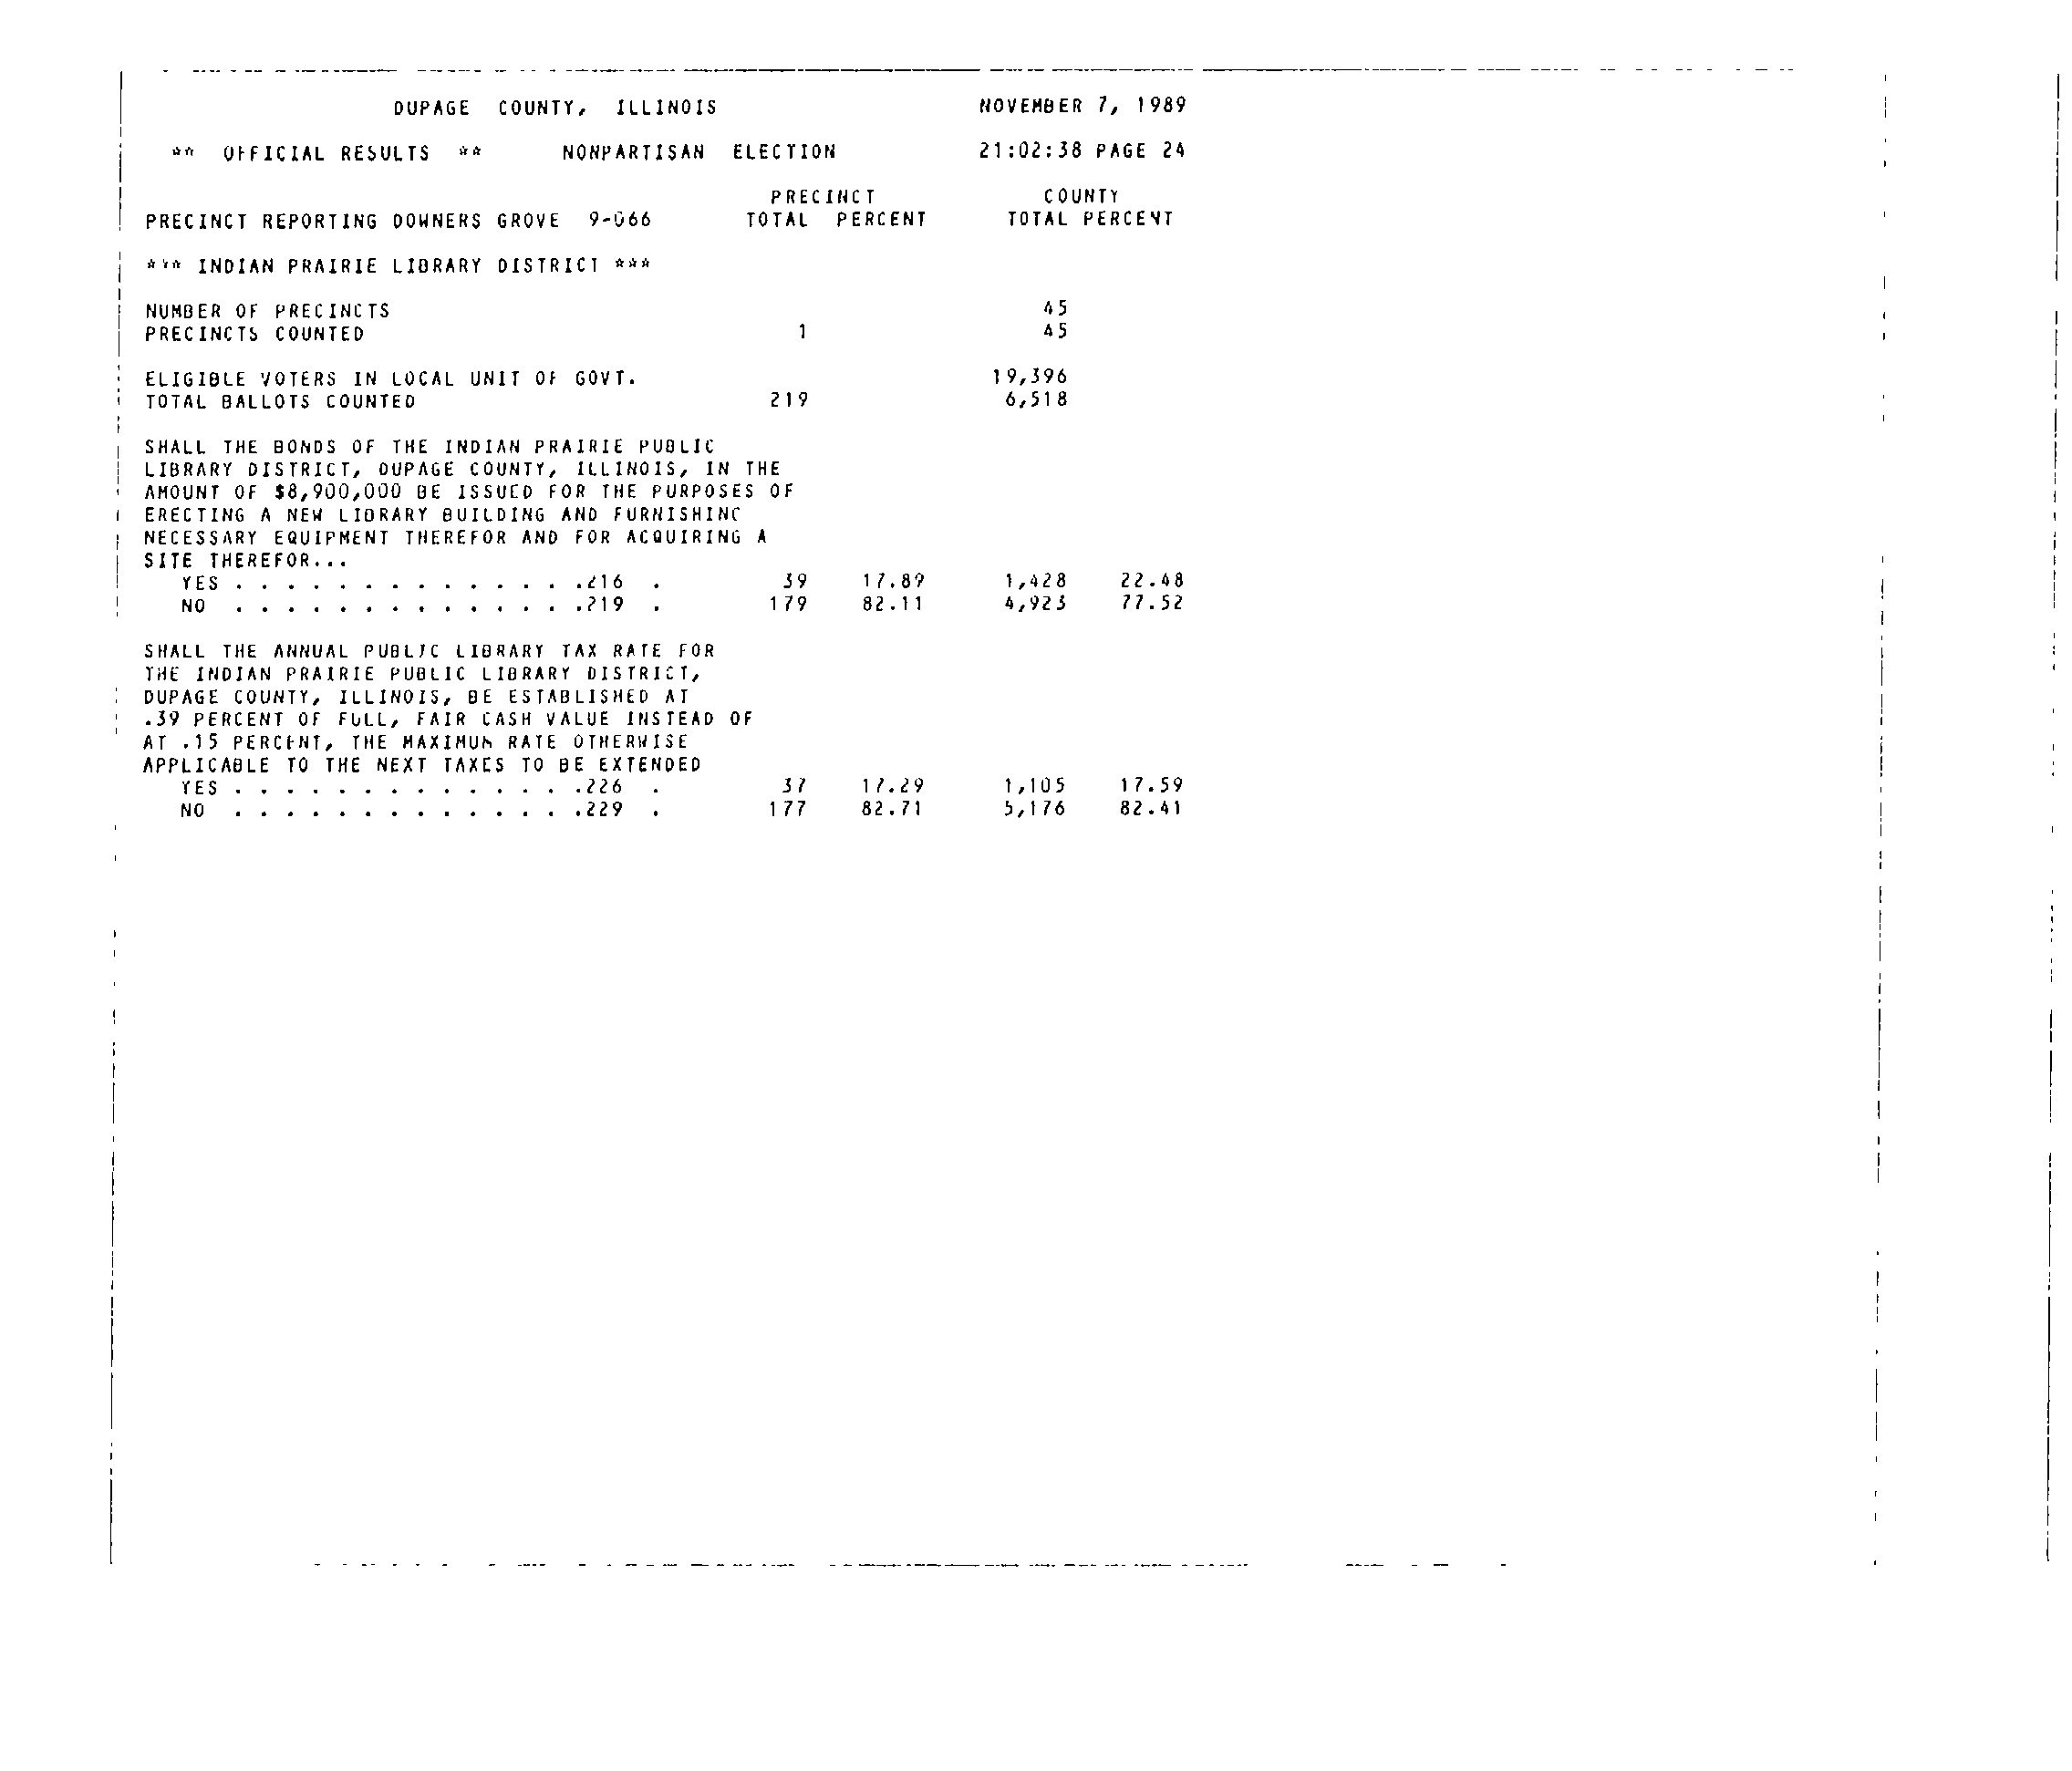 DUPAGE COUNTY, ILLINOIS NOVEMBER 7, 1989
** OFFICIAL RESULTS ** NONPARTISAN ELECTION 21:02:38 PAGE 24
PRECINCT COUNTY
PRECINCT REPORTING DOWNERS GROVE 9-066 TOTAL PERCENT TOTAL PERCENT
*** INDIAN PRAIRIE LIBRARY DISTRICT ***
NUMBER OF PRECINCTS 45
PRECINCTS COUNTED 1 45
ELIGIBLE VOTERS IN LOCAL UNIT OF GOVT. 19,396
TOTAL BALLOTS COUNTED 219 6,518
SHALL THE BONDS OF THE INDIAN PRAIRIE PUBLIC
LIBRARY DISTRICT, DUPAGE COUNTY, ILLINOIS, IN THE
AMOUNT OF $8,900,000 BE ISSUED FOR THE PURPOSES OF
ERECTING A NEW LIBRARY BUILDING AND FURNISHING
NECESSARY EQUIPMENT THEREFOR AND FOR ACQUIRING A
SITE THEREFOR...
YES . . . . . . . . . . . . . .216 . 39 17.89 1,428 22.48
NO . . . . . . . . . . . . . .219 . 179 82.11 4,923 77.52
SHALL THE ANNUAL PUBLIC LIBRARY TAX RATE FOR
THE INDIAN PRAIRIE PUBLIC LIBRARY DISTRICT,
DUPAGE COUNTY, ILLINOIS, BE ESTABLISHED AT
.39 PERCENT OF FULL, FAIR CASH VALUE INSTEAD OF
AT .15 PERCENT, THE MAXIMUM RATE OTHERWISE
APPLICABLE TO THE NEXT TAXES TO BE EXTENDED
YES . . . . . . . . . . . . . .226 . 37 17.29 1,105 17.59
NO . . . . . . . . . . . . . .229 . 177 82.71 5,176 82.41